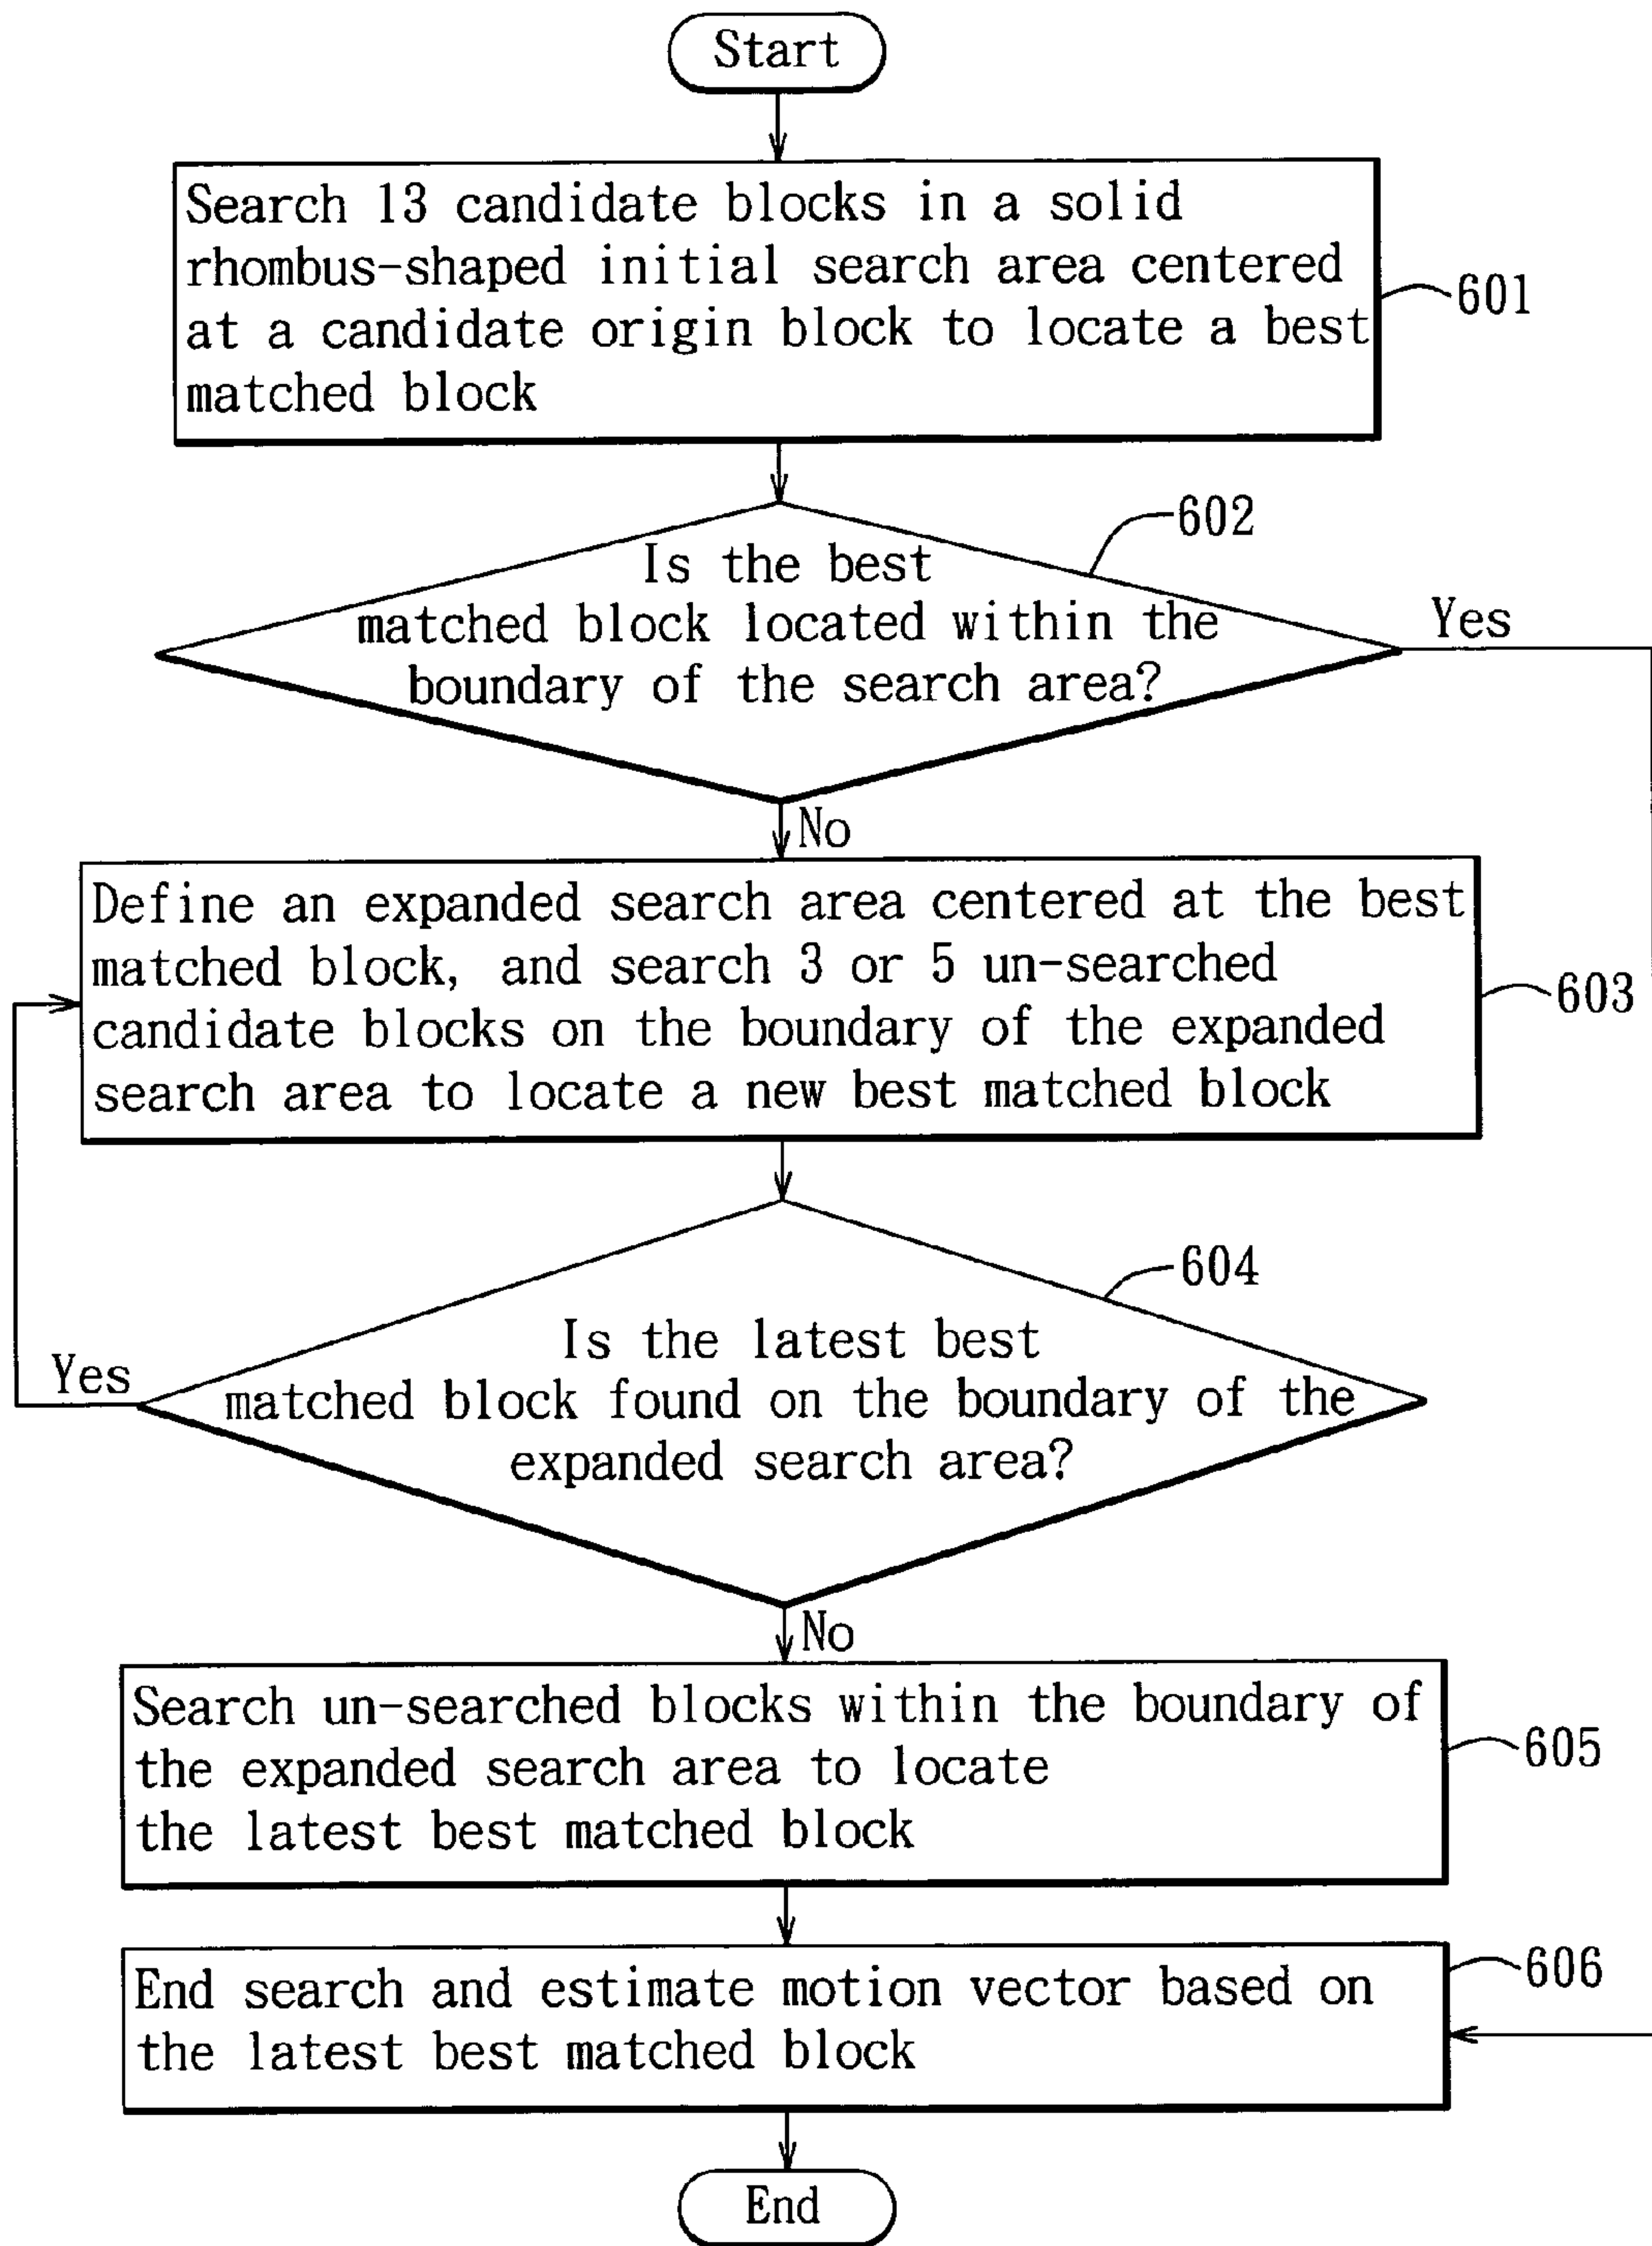 Start
Search 13 candidate blocks in a solid
rhombus-shaped initial search area centered
at a candidate origin block to locate a best
matched block
601
602
Is the best
matched block located within the
boundary of the search area?
Yes
No
Define an expanded search area centered at the best
matched block, and search 3 or 5 un-searched
candidate blocks on the boundary of the expanded
search area to locate a new best matched block
603
604
Is the latest best
matched block found on the boundary of the
expanded search area?
Yes
No
Search un-searched blocks within the boundary of
the expanded search area to locate
the latest best matched block
605
End search and estimate motion vector based on
the latest best matched block
606
End